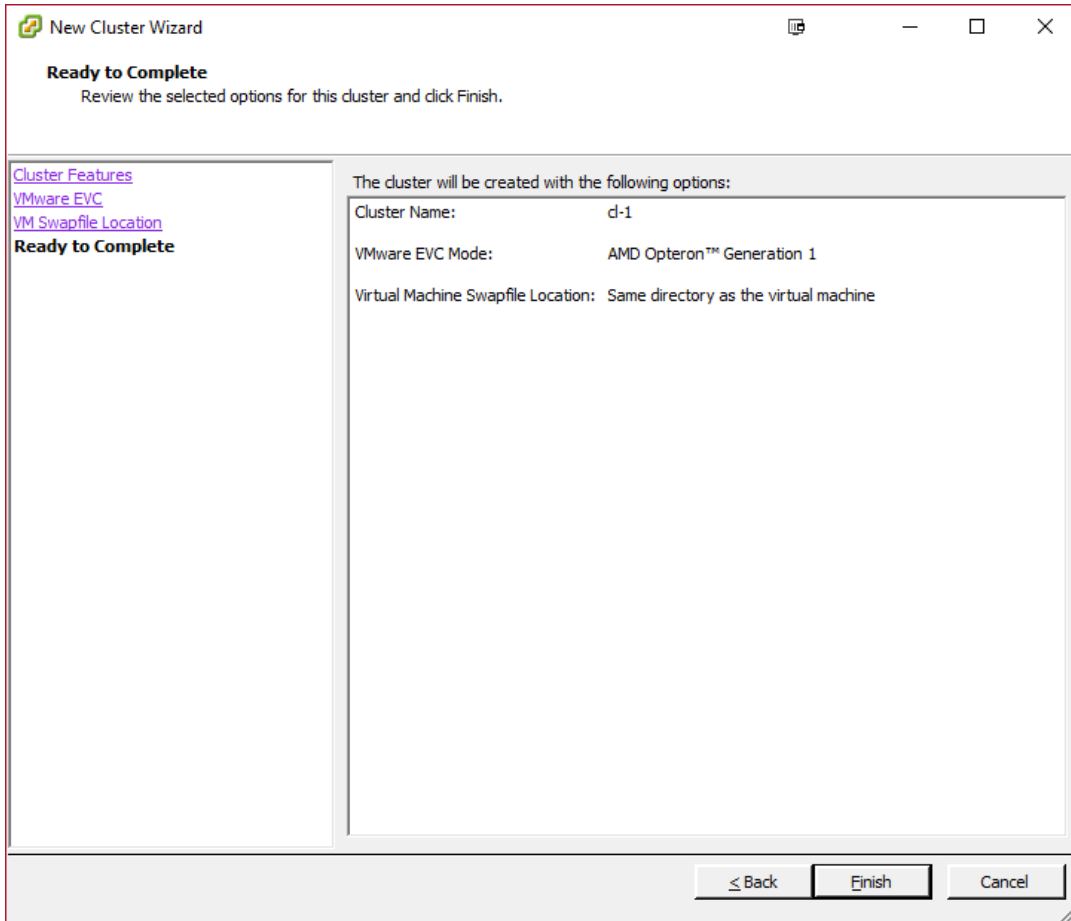 New Cluster Wizard
Ready to Complete
Review the selected options for this cluster and click Finish.
Cluster Features
VMware EVC
VM Swapfile Location
Ready to Complete
The cluster will be created with the following options:
Cluster Name: cl-1
VMware EVC Mode: AMD Opteron™ Generation 1
Virtual Machine Swapfile Location: Same directory as the virtual machine
< Back Finish Cancel